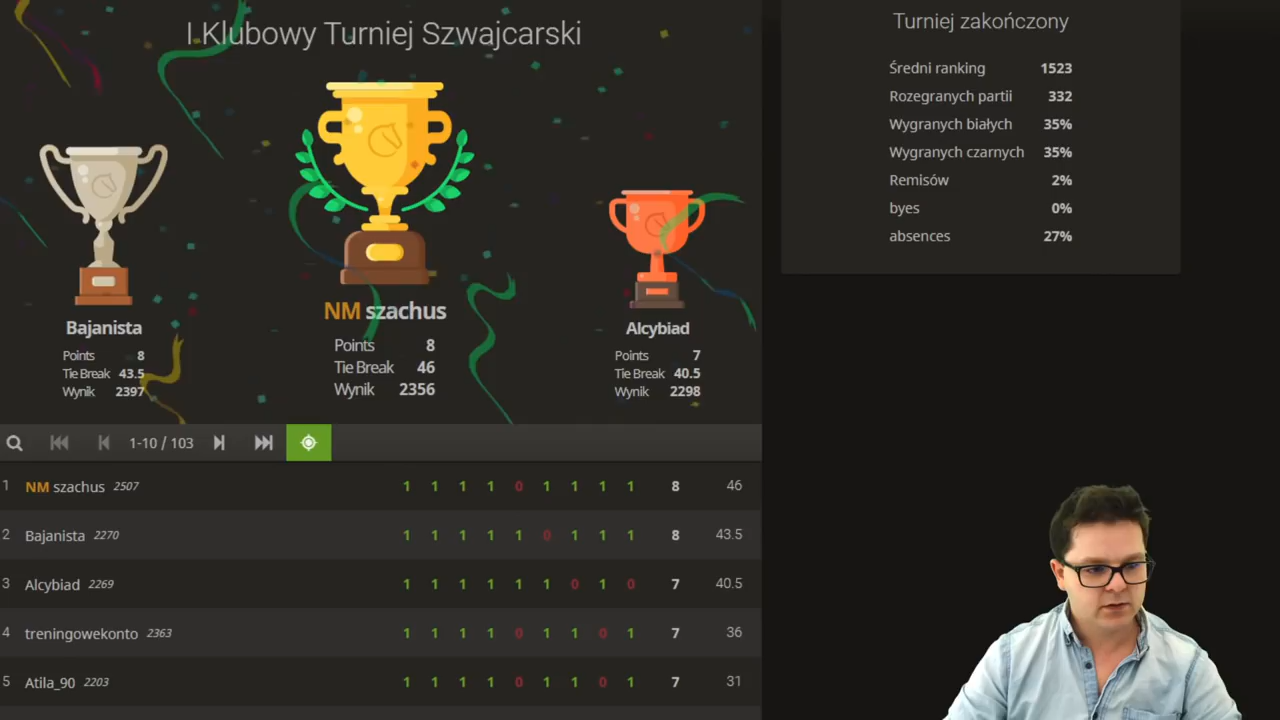 I Klubowy Turniej Szwajcarski
Bajanista
Points 8
Tie Break 43.5
Wynik 2397
NM szachus
Points 8
Tie Break 46
Wynik 2356
Alcybiad
Points 7
Tie Break 40.5
Wynik 2298
1-10 / 103
1 NM szachus 2507 1 1 1 1 0 1 1 1 1 8 46
2 Bajanista 2270 1 1 1 1 1 0 1 1 1 8 43.5
3 Alcybiad 2269 1 1 1 1 1 1 0 1 0 7 40.5
4 treningowekonto 2363 1 1 1 1 0 1 1 0 1 7 36
5 Atila_90 2203 1 1 1 1 0 1 1 0 1 7 31
Turniej zakończony
Średni ranking 1523
Rozegranych partii 332
Wygranych białych 35%
Wygranych czarnych 35%
Remisów 2%
byes 0%
absences 27%